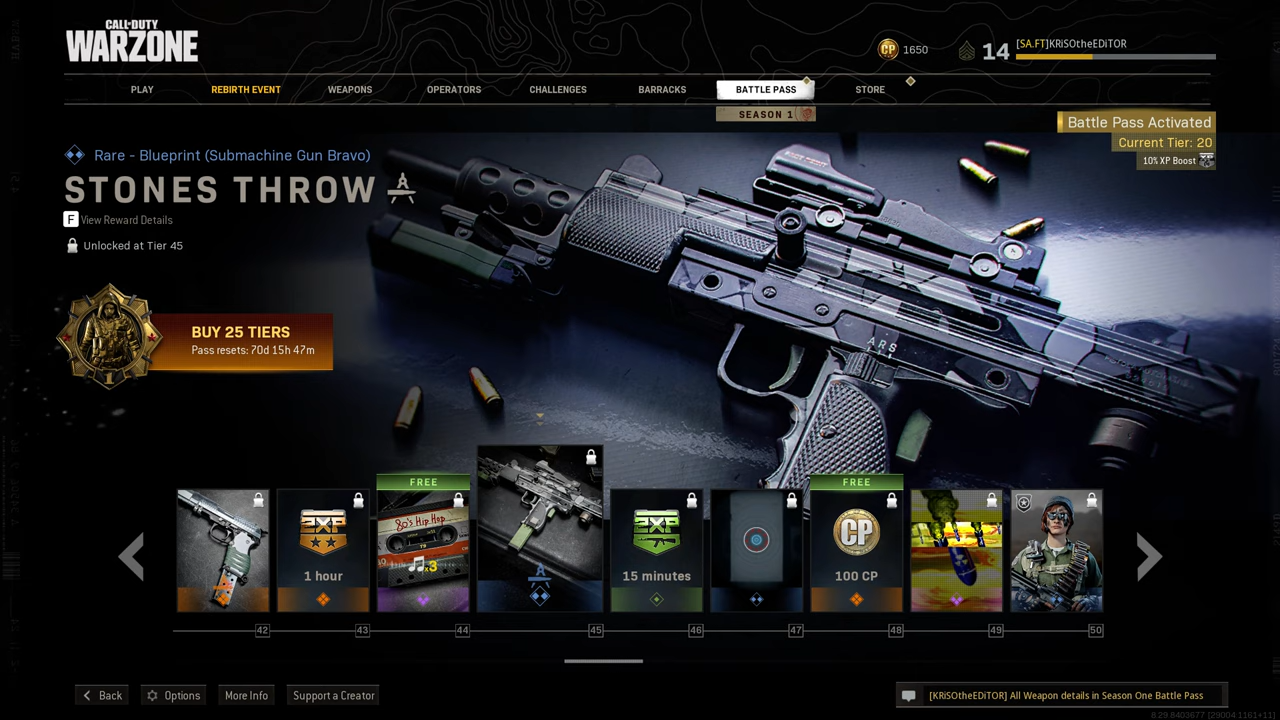 CALL OF DUTY
WARZONE
CP 1650
14
[SA.FT]KRiSOtheEDiTOR
PLAY
REBIRTH EVENT
WEAPONS
OPERATORS
CHALLENGES
BARRACKS
BATTLE PASS
STORE
SEASON 1
Battle Pass Activated
Current Tier: 20
10% XP Boost
Rare - Blueprint (Submachine Gun Bravo)
STONES THROW
F View Reward Details
Unlocked at Tier 45
BUY 25 TIERS
Pass resets: 70d 15h 47m
1
ARS
FREE
FREE
2XP
80's Hip Hop
x3
2XP
CP
1 hour
15 minutes
100 CP
42
43
44
45
46
47
48
49
50
Back
Options
More Info
Support a Creator
[KRiSOtheEDiTOR] All Weapon details in Season One Battle Pass